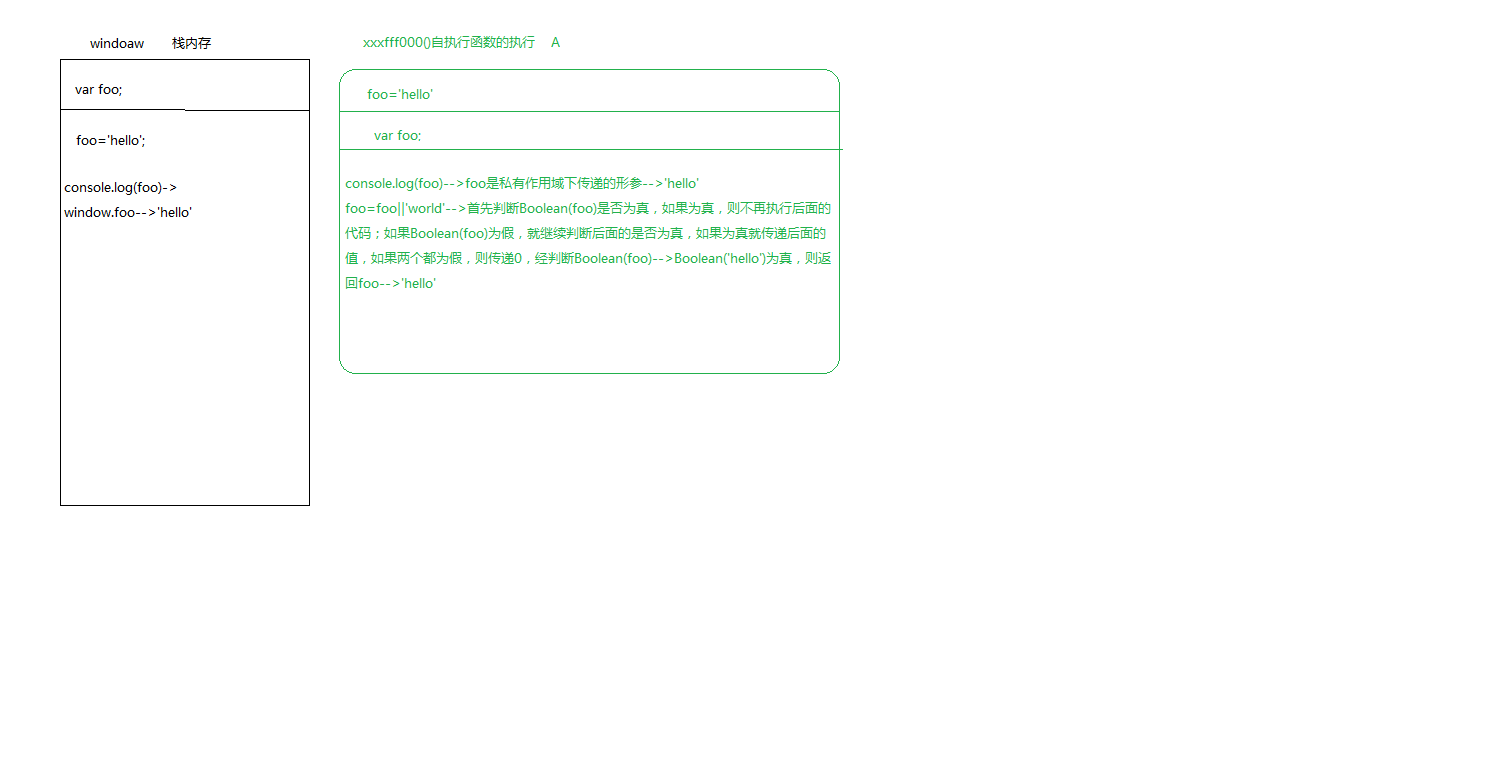 windoaw 栈内存
var foo;
foo='hello';
console.log(foo)->
window.foo-->'hello'
xxxfff000()自执行函数的执行 A
foo='hello'
var foo;
console.log(foo)-->foo是私有作用域下传递的形参-->'hello'
foo=foo||'world'-->首先判断Boolean(foo)是否为真，如果为真，则不再执行后面的
代码；如果Boolean(foo)为假，就继续判断后面的是否为真，如果为真就传递后面的
值，如果两个都为假，则传递0，经判断Boolean(foo)-->Boolean('hello')为真，则返
回foo-->'hello'